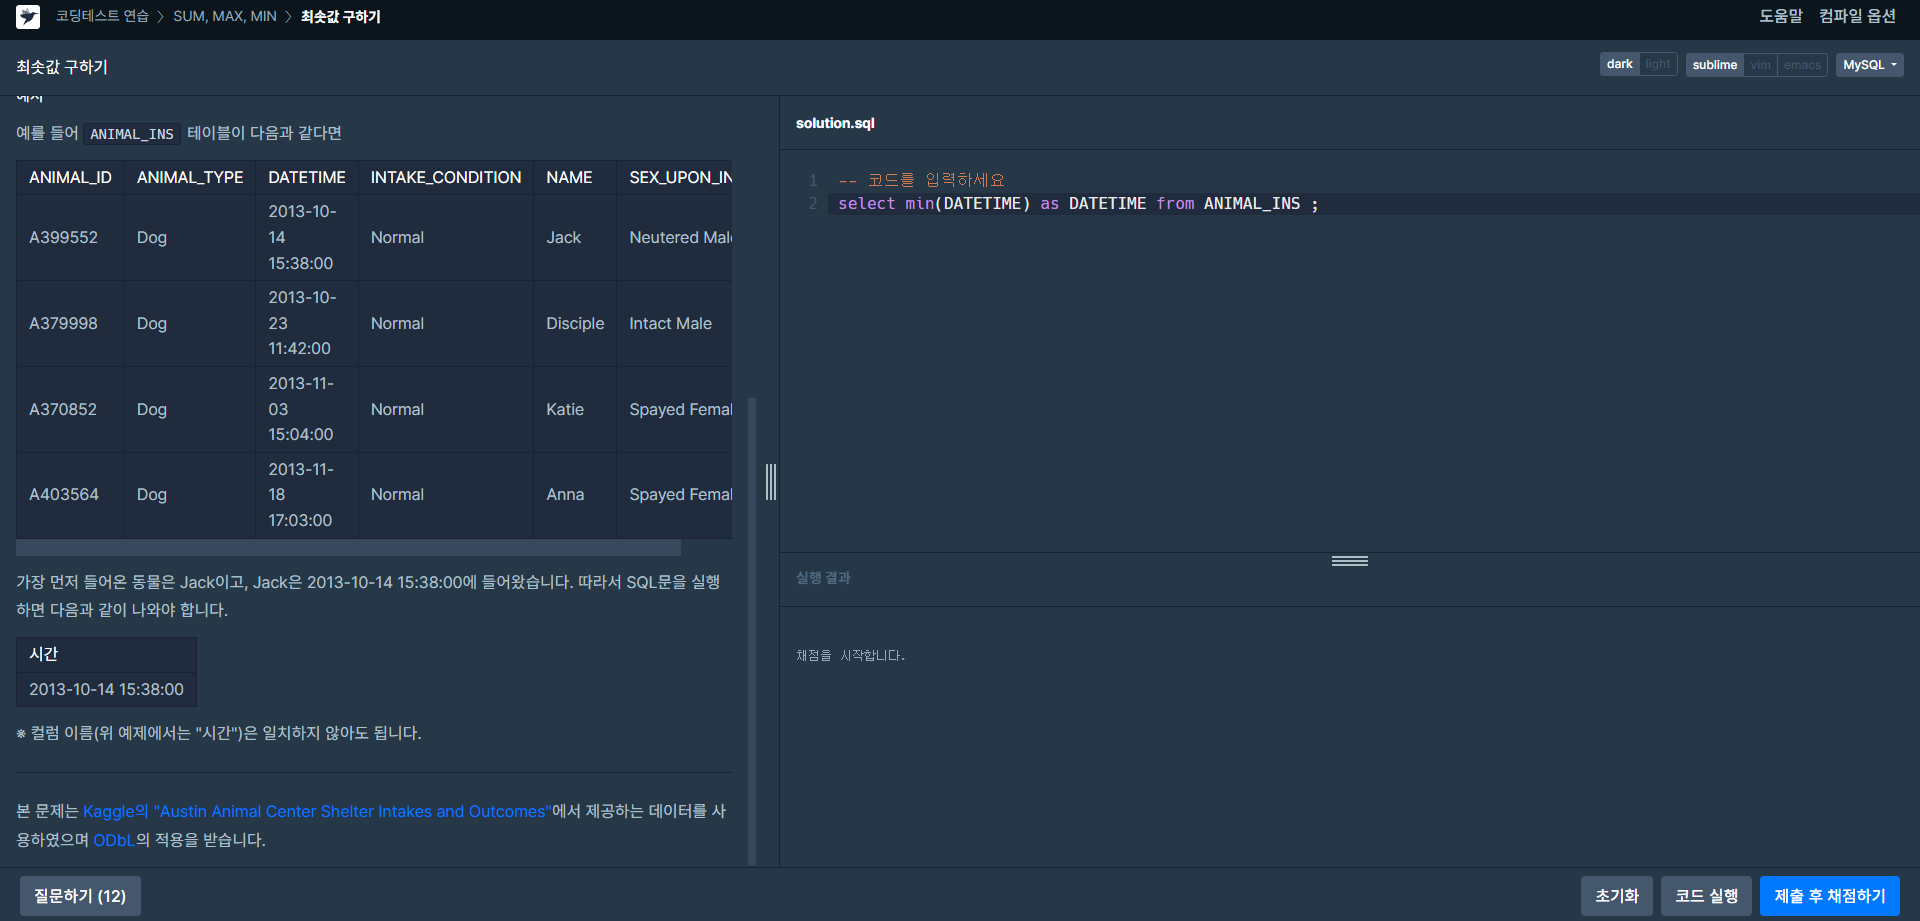 코딩테스트 연습 > SUM, MAX, MIN > 최솟값 구하기
도움말 컴파일 옵션
최솟값 구하기
dark light sublime vim emacs MySQL
예시
예를 들어 ANIMAL_INS 테이블이 다음과 같다면
ANIMAL_ID ANIMAL_TYPE DATETIME INTAKE_CONDITION NAME SEX_UPON_IN
A399552 Dog 2013-10-14 15:38:00 Normal Jack Neutered Male
A379998 Dog 2013-10-23 11:42:00 Normal Disciple Intact Male
A370852 Dog 2013-11-03 15:04:00 Normal Katie Spayed Femal
A403564 Dog 2013-11-18 17:03:00 Normal Anna Spayed Femal
가장 먼저 들어온 동물은 Jack이고, Jack은 2013-10-14 15:38:00에 들어왔습니다. 따라서 SQL문을 실행
하면 다음과 같이 나와야 합니다.
시간
2013-10-14 15:38:00
※ 컬럼 이름(위 예제에서는 "시간")은 일치하지 않아도 됩니다.
본 문제는 Kaggle의 "Austin Animal Center Shelter Intakes and Outcomes"에서 제공하는 데이터를 사
용하였으며 ODbL의 적용을 받습니다.
solution.sql
1 -- 코드를 입력하세요
2 select min(DATETIME) as DATETIME from ANIMAL_INS ;
실행 결과
채점을 시작합니다.
질문하기 (12)
초기화 코드 실행 제출 후 채점하기